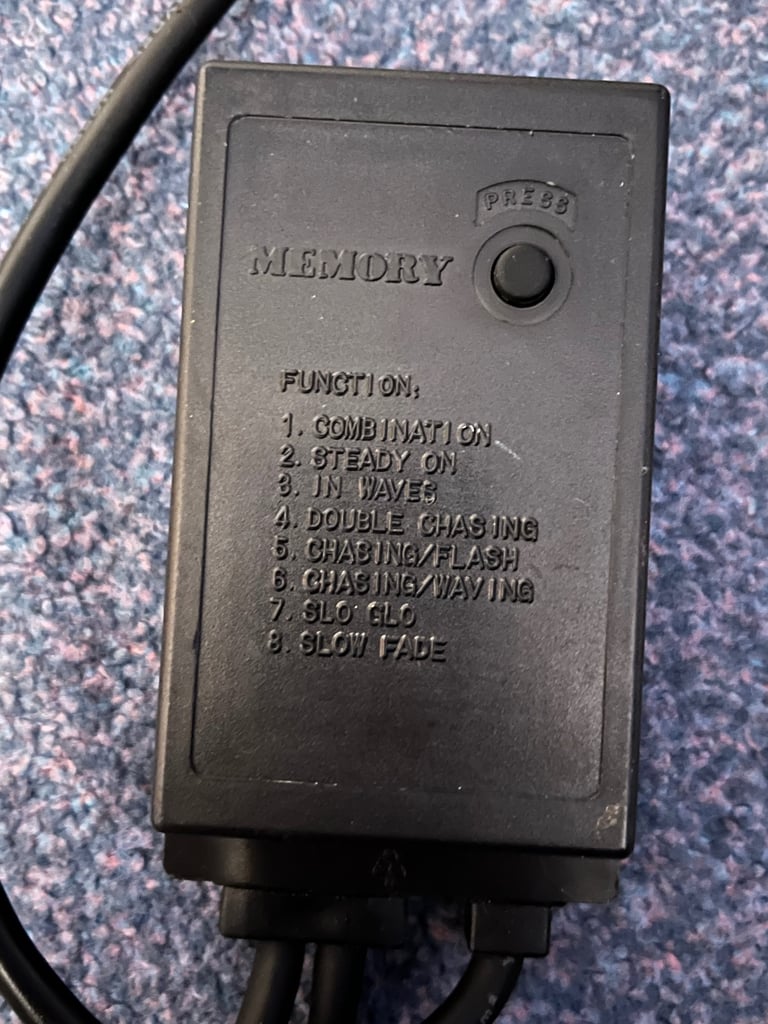 PRESS
MEMORY
FUNCTION:
1. COMBINATION
2. STEADY ON
3. IN WAVES
4. DOUBLE CHASING
5. CHASING/FLASH
6. CHASING/WAVING
7. SLO GLO
8. SLOW FADE